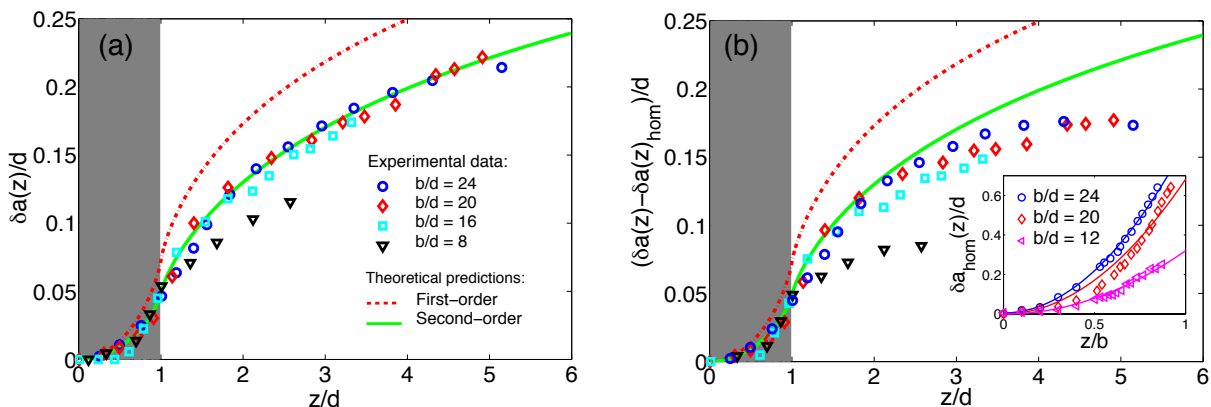 (a)
0.25
0.2
0.15
0.1
0.05
0
δa(z)/d
0 1 2 3 4 5 6
z/d
Experimental data:
b/d = 24
b/d = 20
b/d = 16
b/d = 8
Theoretical predictions:
First-order
Second-order
(b)
0.25
0.2
0.15
0.1
0.05
0
(δa(z)−δa(z)hom)/d
0 1 2 3 4 5 6
z/d
b/d = 24
b/d = 20
b/d = 12
0.6
0.4
0.2
0
δahom(z)/d
0 0.5 1
z/b